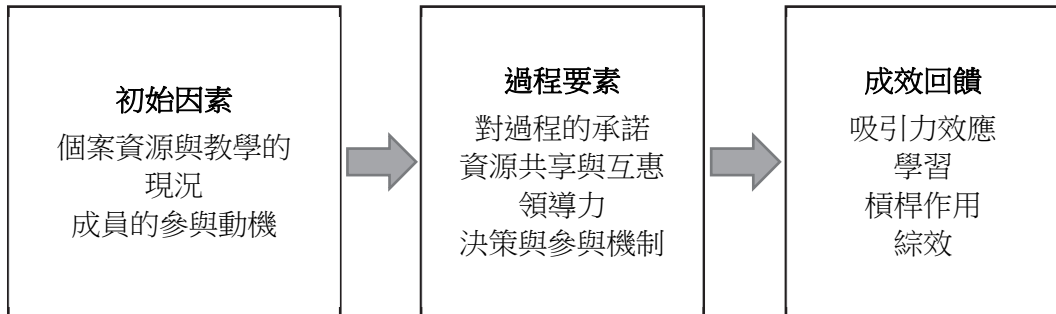 初始因素
個案資源與教學的
現況
成員的參與動機
過程要素
對過程的承諾
資源共享與互惠
領導力
決策與參與機制
成效回饋
吸引力效應
學習
槓桿作用
綜效